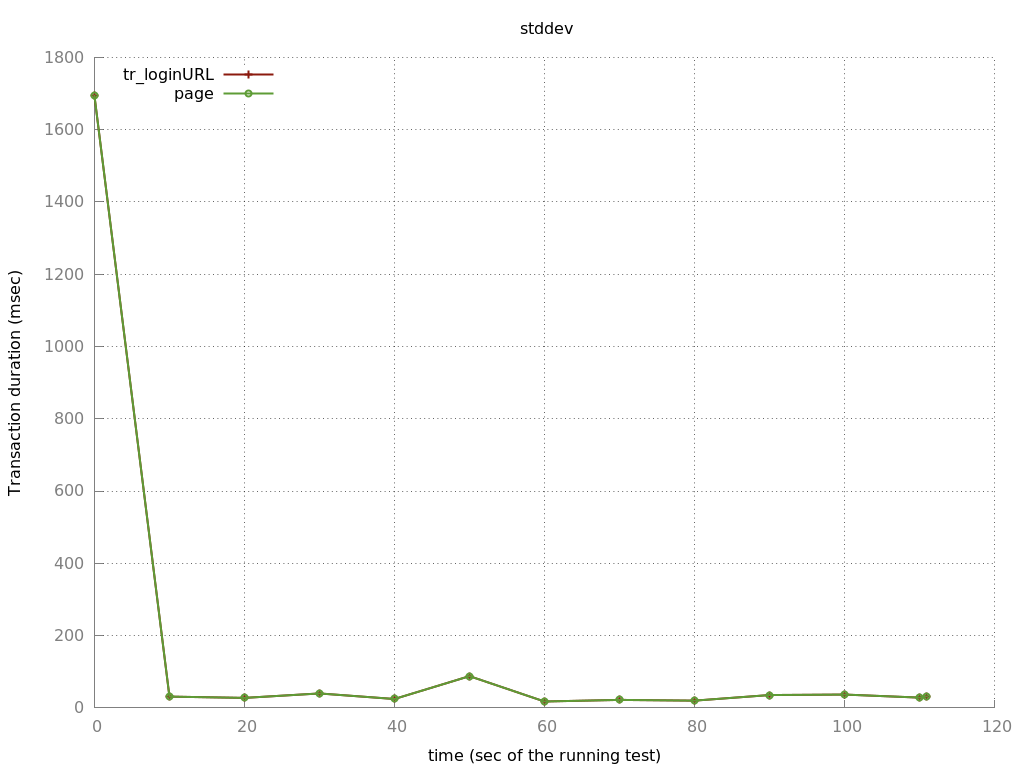 stddev
tr_loginURL
page
1800
1600
1400
1200
1000
800
600
400
200
0
0 20 40 60 80 100 120
Transaction duration (msec)
time (sec of the running test)